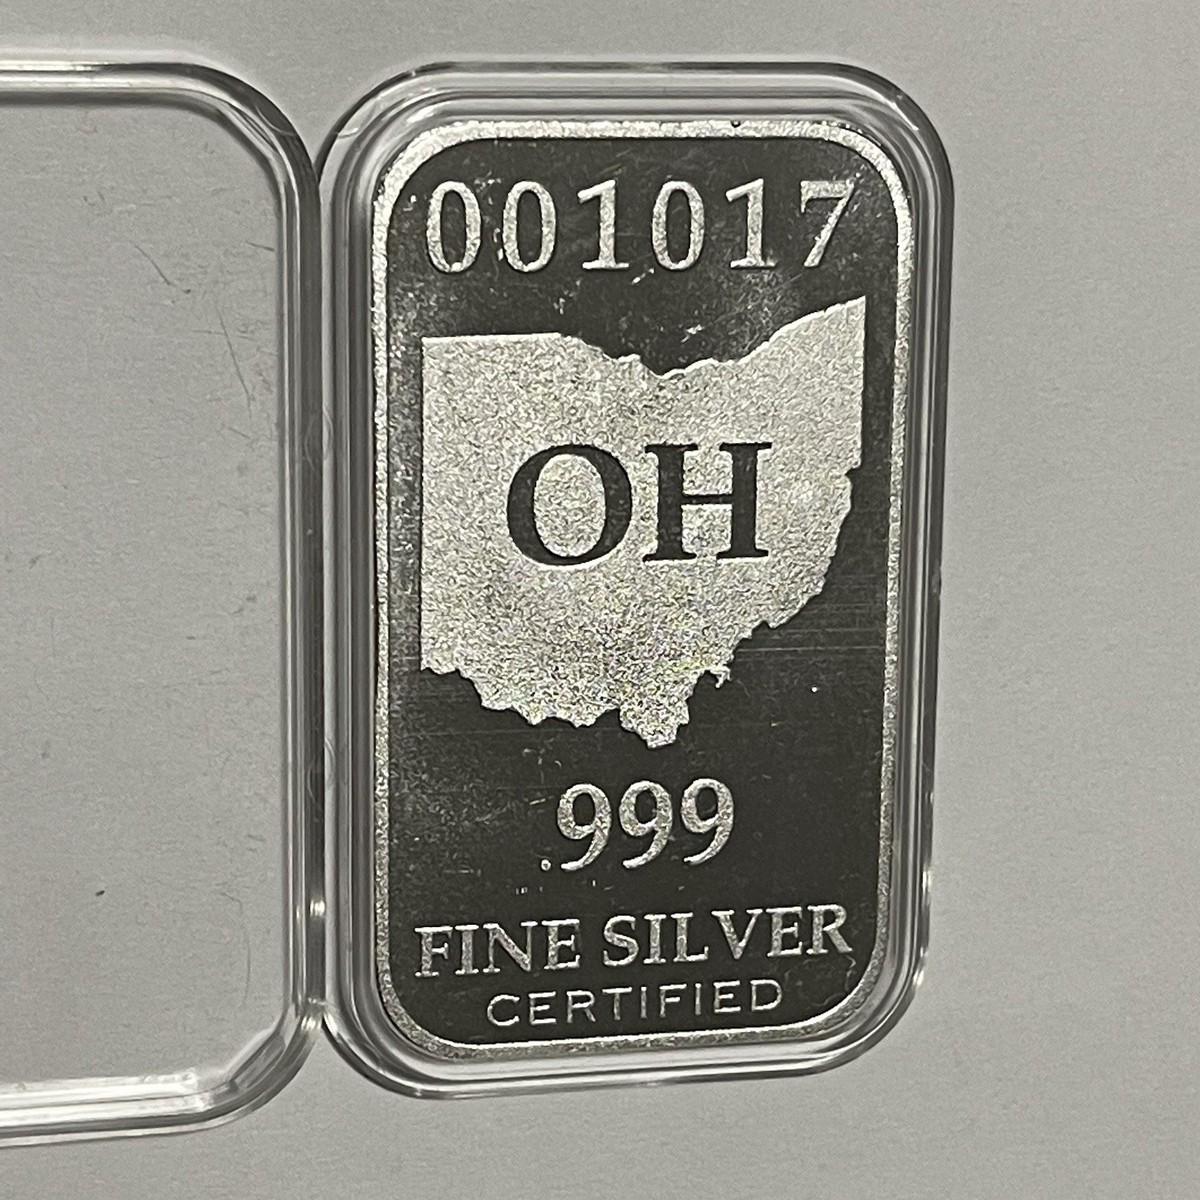 001017
OH
.999
FINE SILVER
CERTIFIED